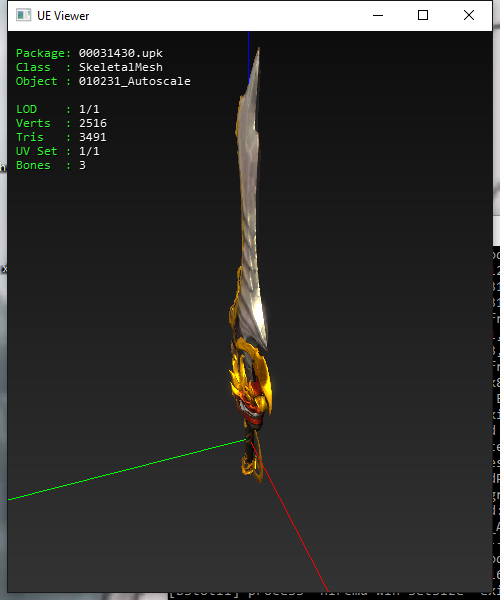 UE Viewer
Package: 00031430.upk
Class  : SkeletalMesh
Object : 010231_Autoscale
LOD    : 1/1
Verts  : 2516
Tris   : 3491
UV Set : 1/1
Bones  : 3